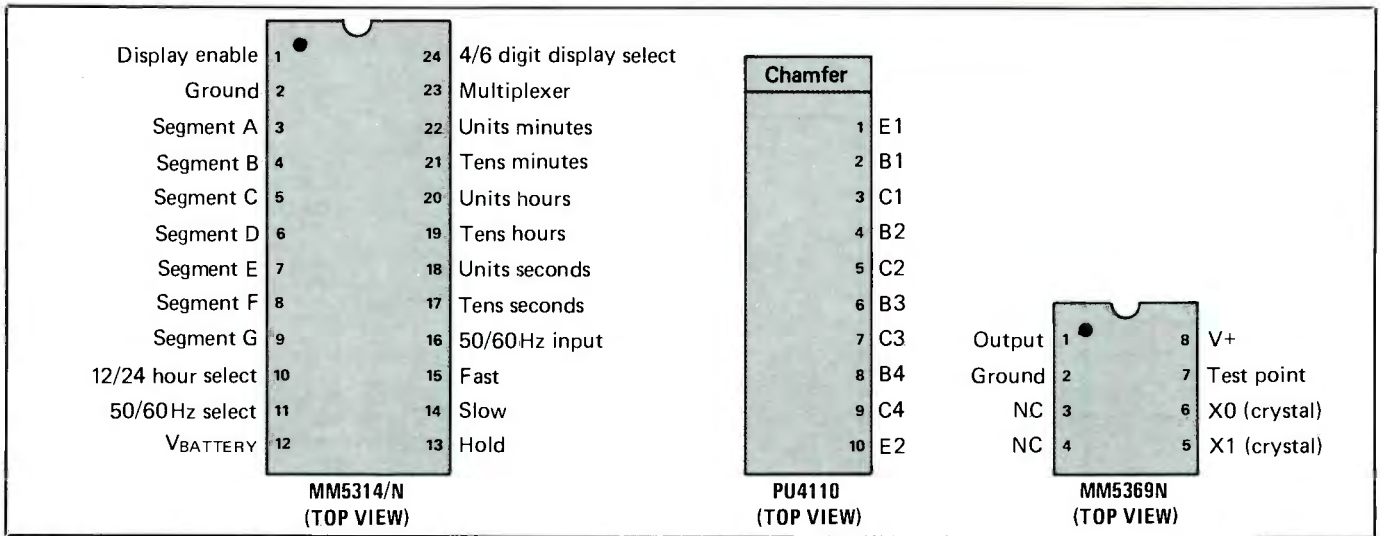 Display enable 1 24 4/6 digit display select
Ground 2 23 Multiplexer
Segment A 3 22 Units minutes
Segment B 4 21 Tens minutes
Segment C 5 20 Units hours
Segment D 6 19 Tens hours
Segment E 7 18 Units seconds
Segment F 8 17 Tens seconds
Segment G 9 16 50/60Hz input
12/24 hour select 10 15 Fast
50/60Hz select 11 14 Slow
VBATTERY 12 13 Hold
MM5314/N
(TOP VIEW)
Chamfer
1 E1
2 B1
3 C1
4 B2
5 C2
6 B3
7 C3
8 B4
9 C4
10 E2
PU4110
(TOP VIEW)
Output 1 8 V+
Ground 2 7 Test point
NC 3 6 X0 (crystal)
NC 4 5 X1 (crystal)
MM5369N
(TOP VIEW)